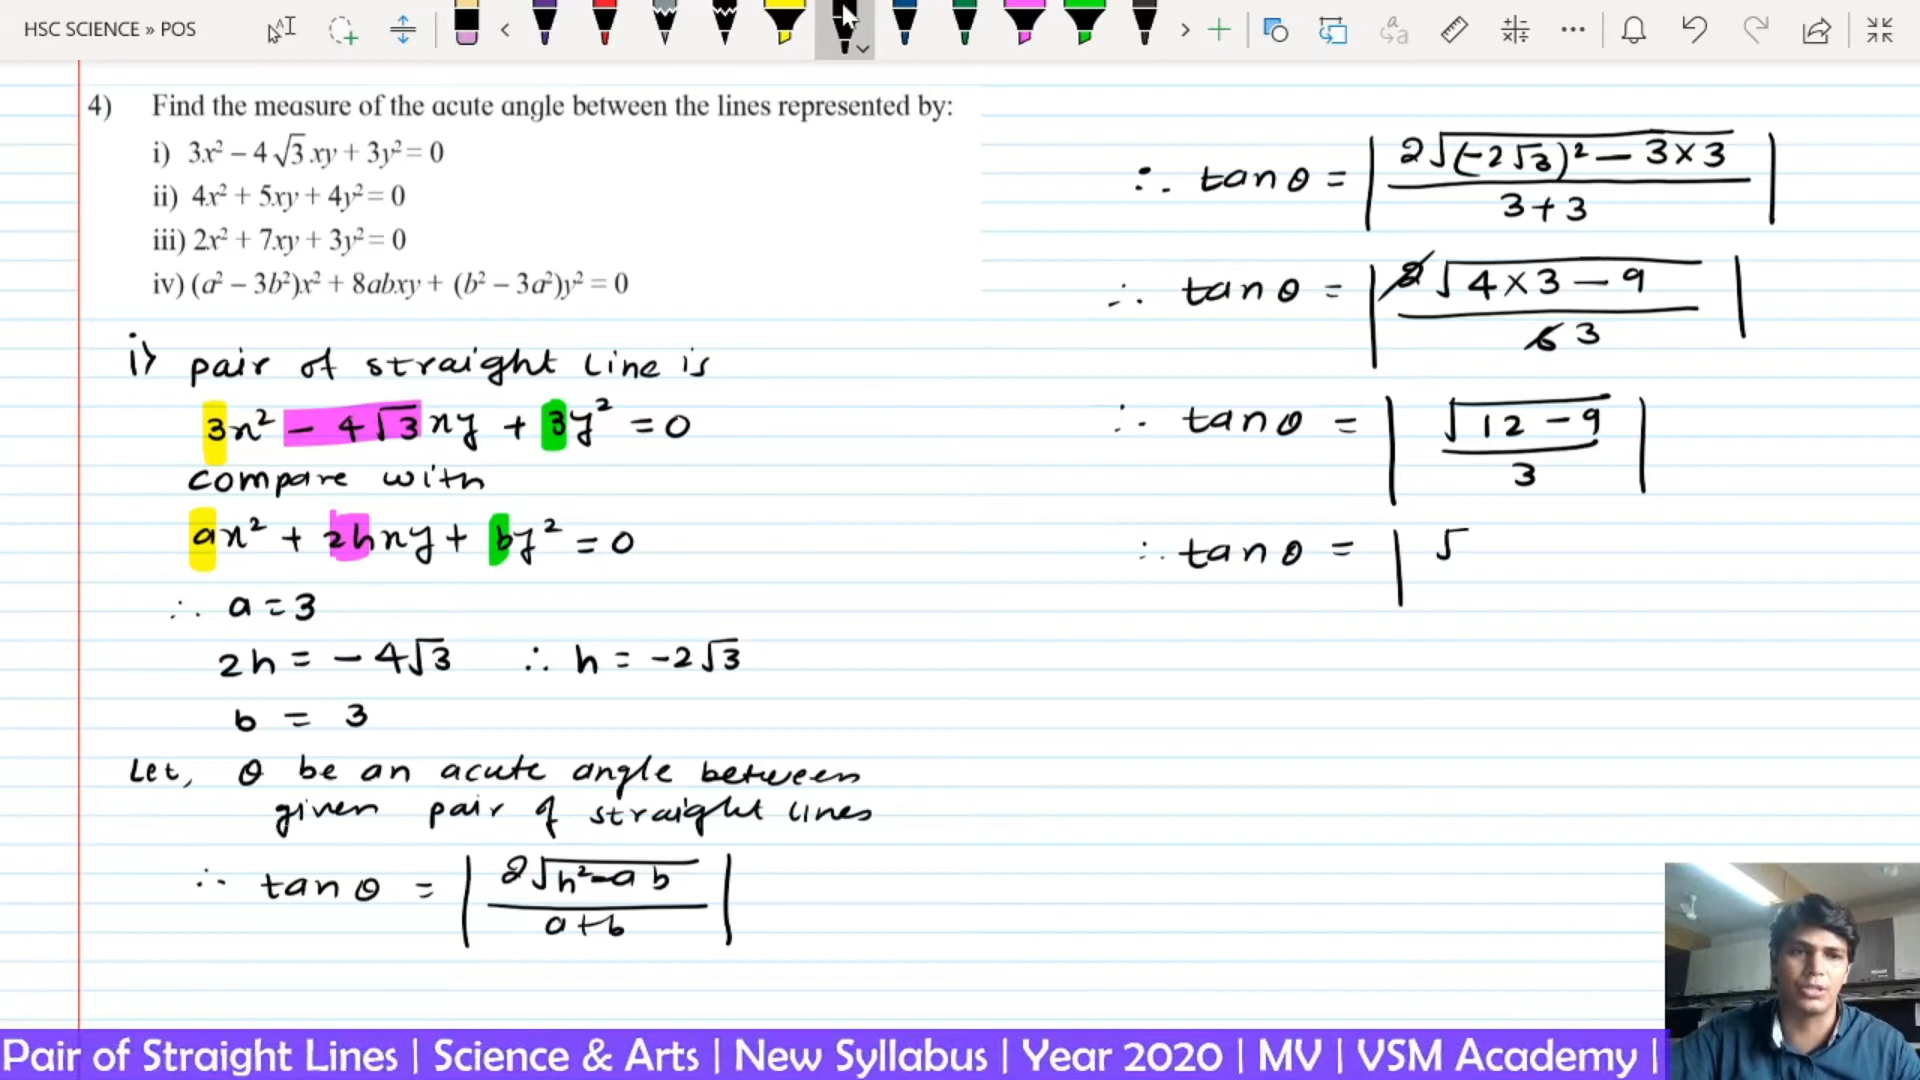 HSC SCIENCE » POS
4) Find the measure of the acute angle between the lines represented by:
i) 3x² – 4√3 xy + 3y² = 0
ii) 4x² + 5xy + 4y² = 0
iii) 2x² + 7xy + 3y² = 0
iv) (a² – 3b²)x² + 8abxy + (b² – 3a²)y² = 0
i) pair of straight line is
3x² – 4√3 xy + 3y² = 0
compare with
ax² + 2hxy + by² = 0
∴ a = 3
2h = – 4√3 ∴ h = -2√3
b = 3
Let, θ be an acute angle between
given pair of straight lines
∴ tan θ = | 2√(h²-ab) / (a+b) |
∴ tan θ = | 2√((-2√3)² – 3×3) / (3+3) |
∴ tan θ = | 2√(4×3 – 9) / 6 3 |
∴ tan θ = | √(12 – 9) / 3 |
∴ tan θ = | √
Pair of Straight Lines | Science & Arts | New Syllabus | Year 2020 | MV | VSM Academy |